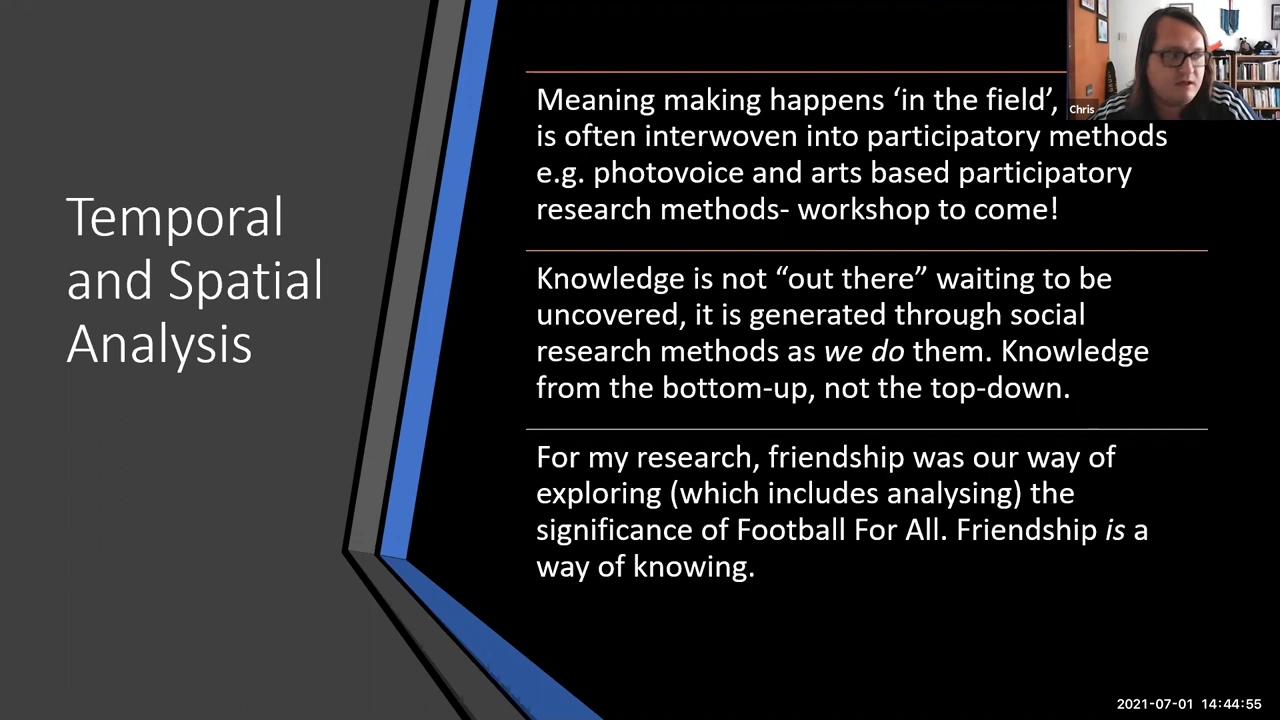 Temporal
and Spatial
Analysis
Meaning making happens ‘in the field’,
is often interwoven into participatory methods
e.g. photovoice and arts based participatory
research methods- workshop to come!
Knowledge is not “out there” waiting to be
uncovered, it is generated through social
research methods as we do them. Knowledge
from the bottom-up, not the top-down.
For my research, friendship was our way of
exploring (which includes analysing) the
significance of Football For All. Friendship is a
way of knowing.
Chris
2021-07-01 14:44:55